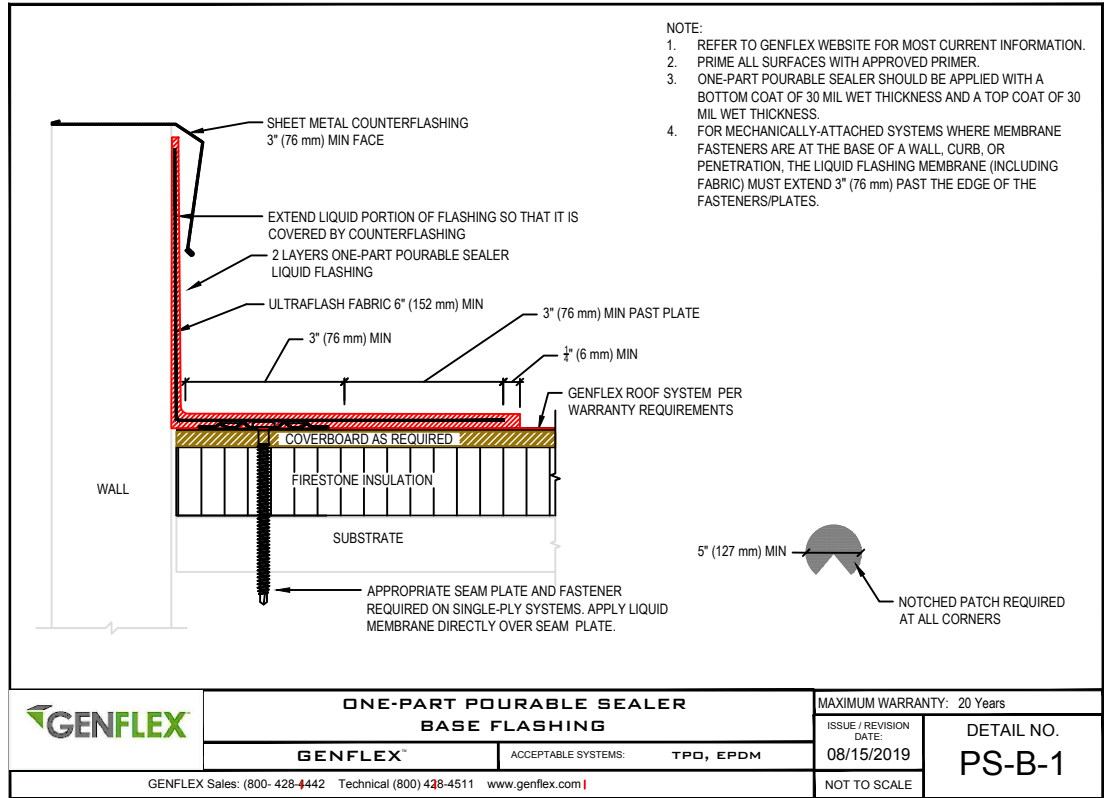 NOTE:
1. REFER TO GENFLEX WEBSITE FOR MOST CURRENT INFORMATION.
2. PRIME ALL SURFACES WITH APPROVED PRIMER.
3. ONE-PART POURABLE SEALER SHOULD BE APPLIED WITH A
BOTTOM COAT OF 30 MIL WET THICKNESS AND A TOP COAT OF 30
MIL WET THICKNESS.
4. FOR MECHANICALLY-ATTACHED SYSTEMS WHERE MEMBRANE
FASTENERS ARE AT THE BASE OF A WALL, CURB, OR
PENETRATION, THE LIQUID FLASHING MEMBRANE (INCLUDING
FABRIC) MUST EXTEND 3" (76 mm) PAST THE EDGE OF THE
FASTENERS/PLATES.
SHEET METAL COUNTERFLASHING
3" (76 mm) MIN FACE
EXTEND LIQUID PORTION OF FLASHING SO THAT IT IS
COVERED BY COUNTERFLASHING
2 LAYERS ONE-PART POURABLE SEALER
LIQUID FLASHING
ULTRAFLASH FABRIC 6" (152 mm) MIN
3" (76 mm) MIN PAST PLATE
3" (76 mm) MIN
1/4" (6 mm) MIN
GENFLEX ROOF SYSTEM PER
WARRANTY REQUIREMENTS
COVERBOARD AS REQUIRED
FIRESTONE INSULATION
WALL
SUBSTRATE
5" (127 mm) MIN
APPROPRIATE SEAM PLATE AND FASTENER
REQUIRED ON SINGLE-PLY SYSTEMS. APPLY LIQUID
MEMBRANE DIRECTLY OVER SEAM PLATE.
NOTCHED PATCH REQUIRED
AT ALL CORNERS
GENFLEX
ONE-PART POURABLE SEALER
BASE FLASHING
GENFLEX™
ACCEPTABLE SYSTEMS: TPO, EPDM
MAXIMUM WARRANTY: 20 Years
ISSUE / REVISION
DATE:
08/15/2019
NOT TO SCALE
DETAIL NO.
PS-B-1
GENFLEX Sales: (800- 428-4442 Technical (800) 428-4511 www.genflex.com